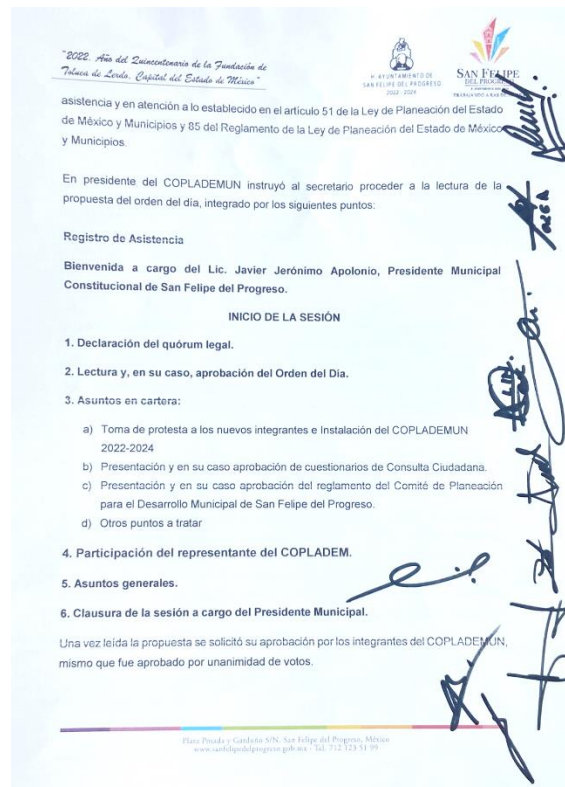 "2022. Año del Quincentenario de la Fundación de
Toluca de Lerdo, Capital del Estado de México"
H. AYUNTAMIENTO DE
SAN FELIPE DEL PROGRESO
2022 - 2024
SAN FELIPE
DEL PROGRESO
asistencia y en atención a lo establecido en el artículo 51 de la Ley de Planeación del Estado
de México y Municipios y 85 del Reglamento de la Ley de Planeación del Estado de México
y Municipios.
En presidente del COPLADEMUN instruyó al secretario proceder a la lectura de la
propuesta del orden del día, integrado por los siguientes puntos:
Registro de Asistencia
Bienvenida a cargo del Lic. Javier Jerónimo Apolonio, Presidente Municipal
Constitucional de San Felipe del Progreso.
INICIO DE LA SESIÓN
1. Declaración del quórum legal.
2. Lectura y, en su caso, aprobación del Orden del Día.
3. Asuntos en cartera:
a) Toma de protesta a los nuevos integrantes e Instalación del COPLADEMUN
2022-2024
b) Presentación y en su caso aprobación de cuestionarios de Consulta Ciudadana.
c) Presentación y en su caso aprobación del reglamento del Comité de Planeación
para el Desarrollo Municipal de San Felipe del Progreso.
d) Otros puntos a tratar
4. Participación del representante del COPLADEM.
5. Asuntos generales.
6. Clausura de la sesión a cargo del Presidente Municipal.
Una vez leída la propuesta se solicitó su aprobación por los integrantes del COPLADEMUN,
mismo que fue aprobado por unanimidad de votos.
Plaza Posada y Garduño S/N, San Felipe del Progreso, México
www.sanfelipedelprogreso.gob.mx - Tel. 712 123 51 99